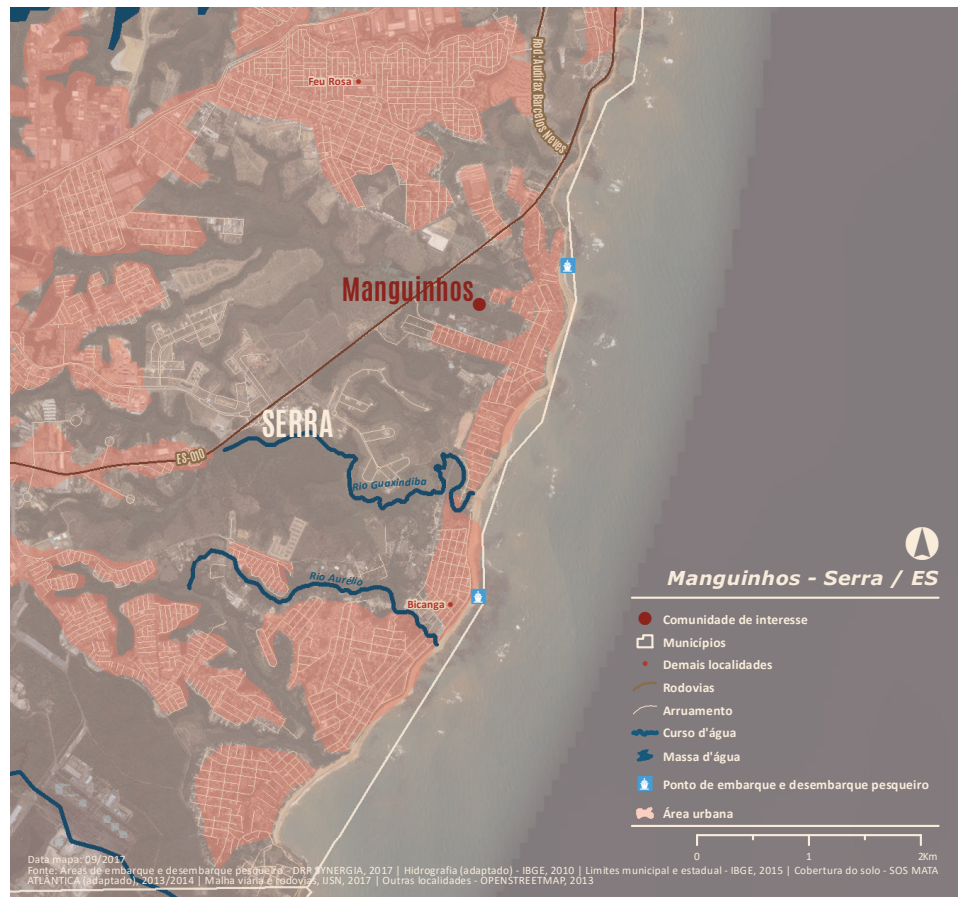 Rod. Audifax Barcelos Neves
Feu Rosa
Manguinhos
SERRA
ES-010
Rio Guaxindiba
Rio Aurélio
Bicanga
Manguinhos - Serra / ES
Comunidade de interesse
Municípios
Demais localidades
Rodovias
Arruamento
Curso d'água
Massa d'água
Ponto de embarque e desembarque pesqueiro
Área urbana
0 1 2Km
Data mapa: 09/2017
Fonte: Áreas de embarque e desembarque pesqueiro - DRR SYNERGIA, 2017 | Hidrografia (adaptado) - IBGE, 2010 | Limites municipal e estadual - IBGE, 2015 | Cobertura do solo - SOS MATA
ATLÂNTICA (adaptado), 2013/2014 | Malha viária e rodovias, USN, 2017 | Outras localidades - OPENSTREETMAP, 2013